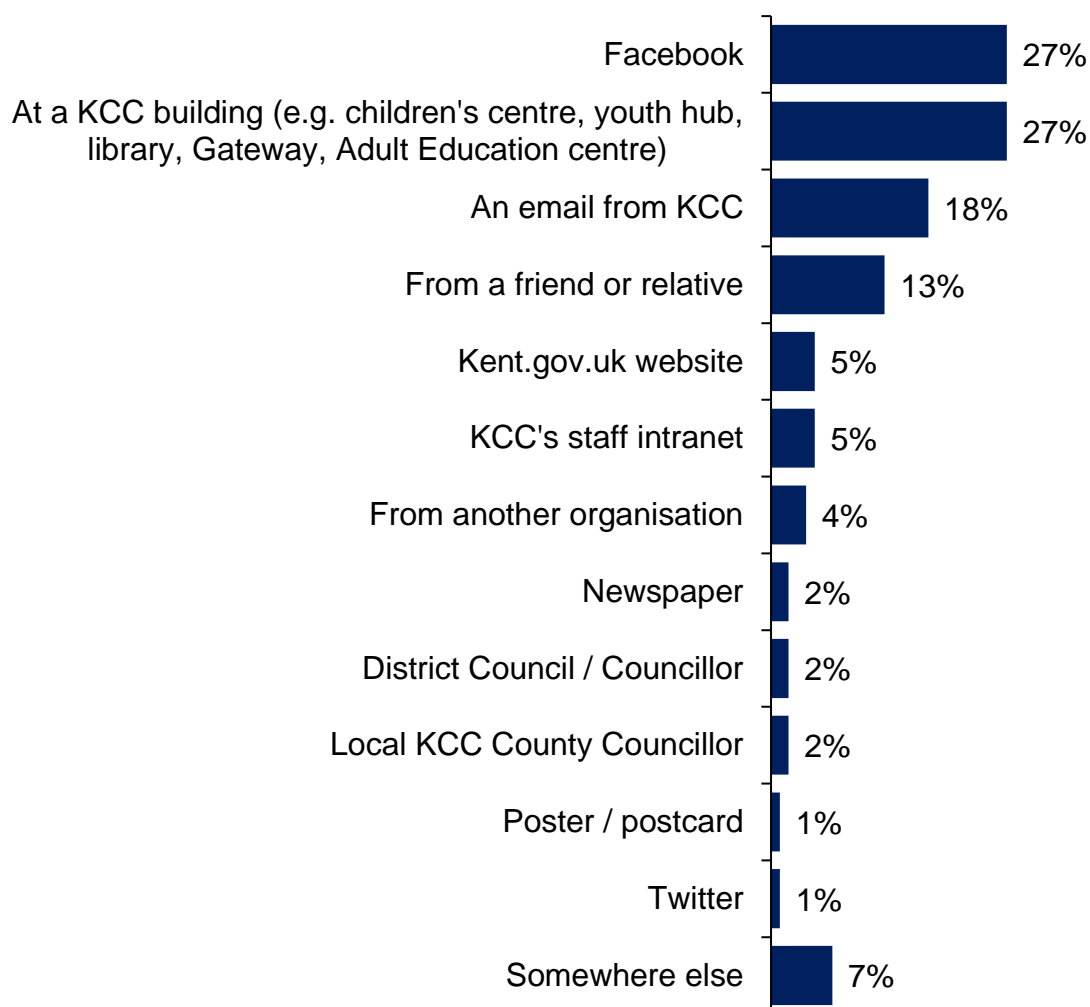 Facebook 27%
At a KCC building (e.g. children's centre, youth hub,
library, Gateway, Adult Education centre) 27%
An email from KCC 18%
From a friend or relative 13%
Kent.gov.uk website 5%
KCC's staff intranet 5%
From another organisation 4%
Newspaper 2%
District Council / Councillor 2%
Local KCC County Councillor 2%
Poster / postcard 1%
Twitter 1%
Somewhere else 7%